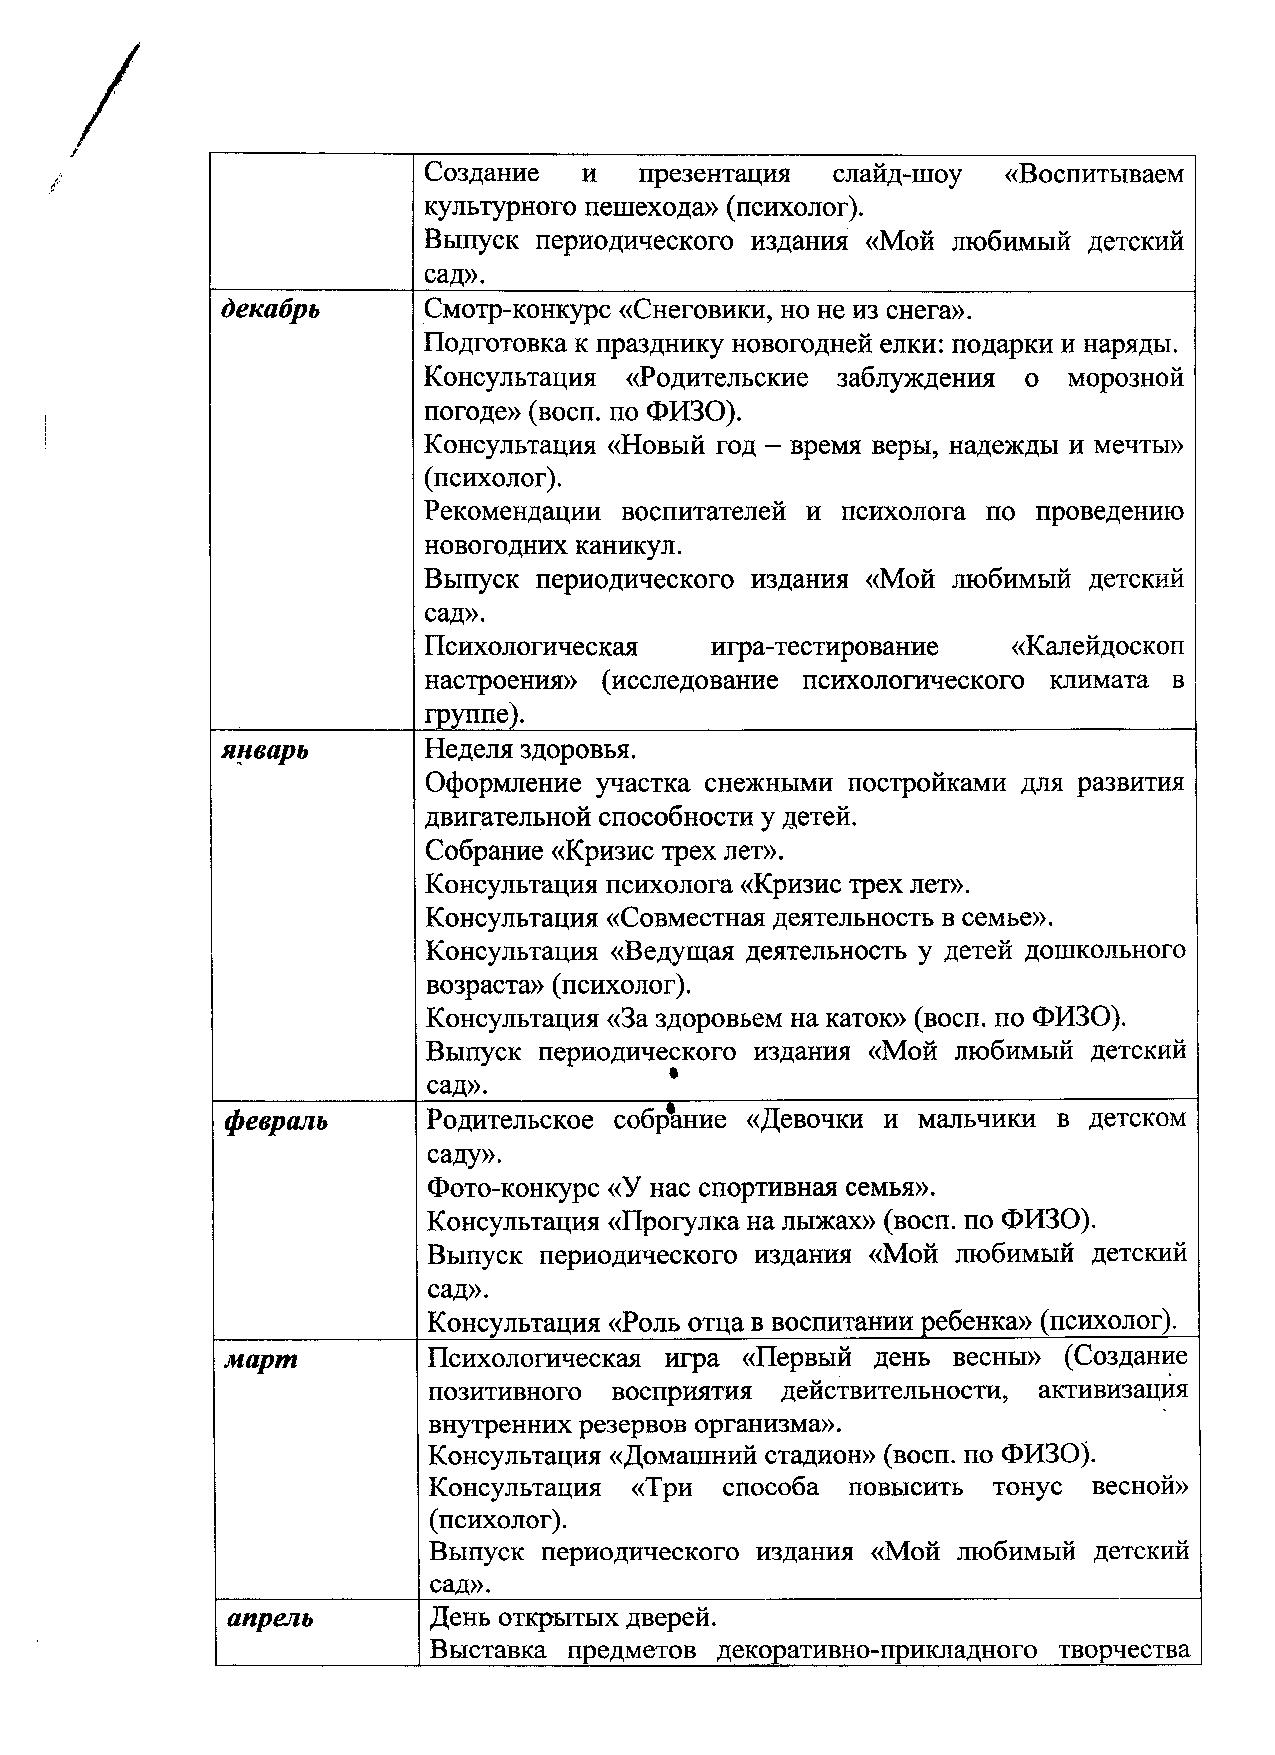 Создание и презентация слайд-шоу «Воспитываем
культурного пешехода» (психолог).
Выпуск периодического издания «Мой любимый детский
сад».
декабрь
Смотр-конкурс «Снеговики, но не из снега».
Подготовка к празднику новогодней елки: подарки и наряды.
Консультация «Родительские заблуждения о морозной
погоде» (восп. по ФИЗО).
Консультация «Новый год – время веры, надежды и мечты»
(психолог).
Рекомендации воспитателей и психолога по проведению
новогодних каникул.
Выпуск периодического издания «Мой любимый детский
сад».
Психологическая игра-тестирование «Калейдоскоп
настроения» (исследование психологического климата в
группе).
январь
Неделя здоровья.
Оформление участка снежными постройками для развития
двигательной способности у детей.
Собрание «Кризис трех лет».
Консультация психолога «Кризис трех лет».
Консультация «Совместная деятельность в семье».
Консультация «Ведущая деятельность у детей дошкольного
возраста» (психолог).
Консультация «За здоровьем на каток» (восп. по ФИЗО).
Выпуск периодического издания «Мой любимый детский
сад».
февраль
Родительское собрание «Девочки и мальчики в детском
саду».
Фото-конкурс «У нас спортивная семья».
Консультация «Прогулка на лыжах» (восп. по ФИЗО).
Выпуск периодического издания «Мой любимый детский
сад».
Консультация «Роль отца в воспитании ребенка» (психолог).
март
Психологическая игра «Первый день весны» (Создание
позитивного восприятия действительности, активизация
внутренних резервов организма».
Консультация «Домашний стадион» (восп. по ФИЗО).
Консультация «Три способа повысить тонус весной»
(психолог).
Выпуск периодического издания «Мой любимый детский
сад».
апрель
День открытых дверей.
Выставка предметов декоративно-прикладного творчества